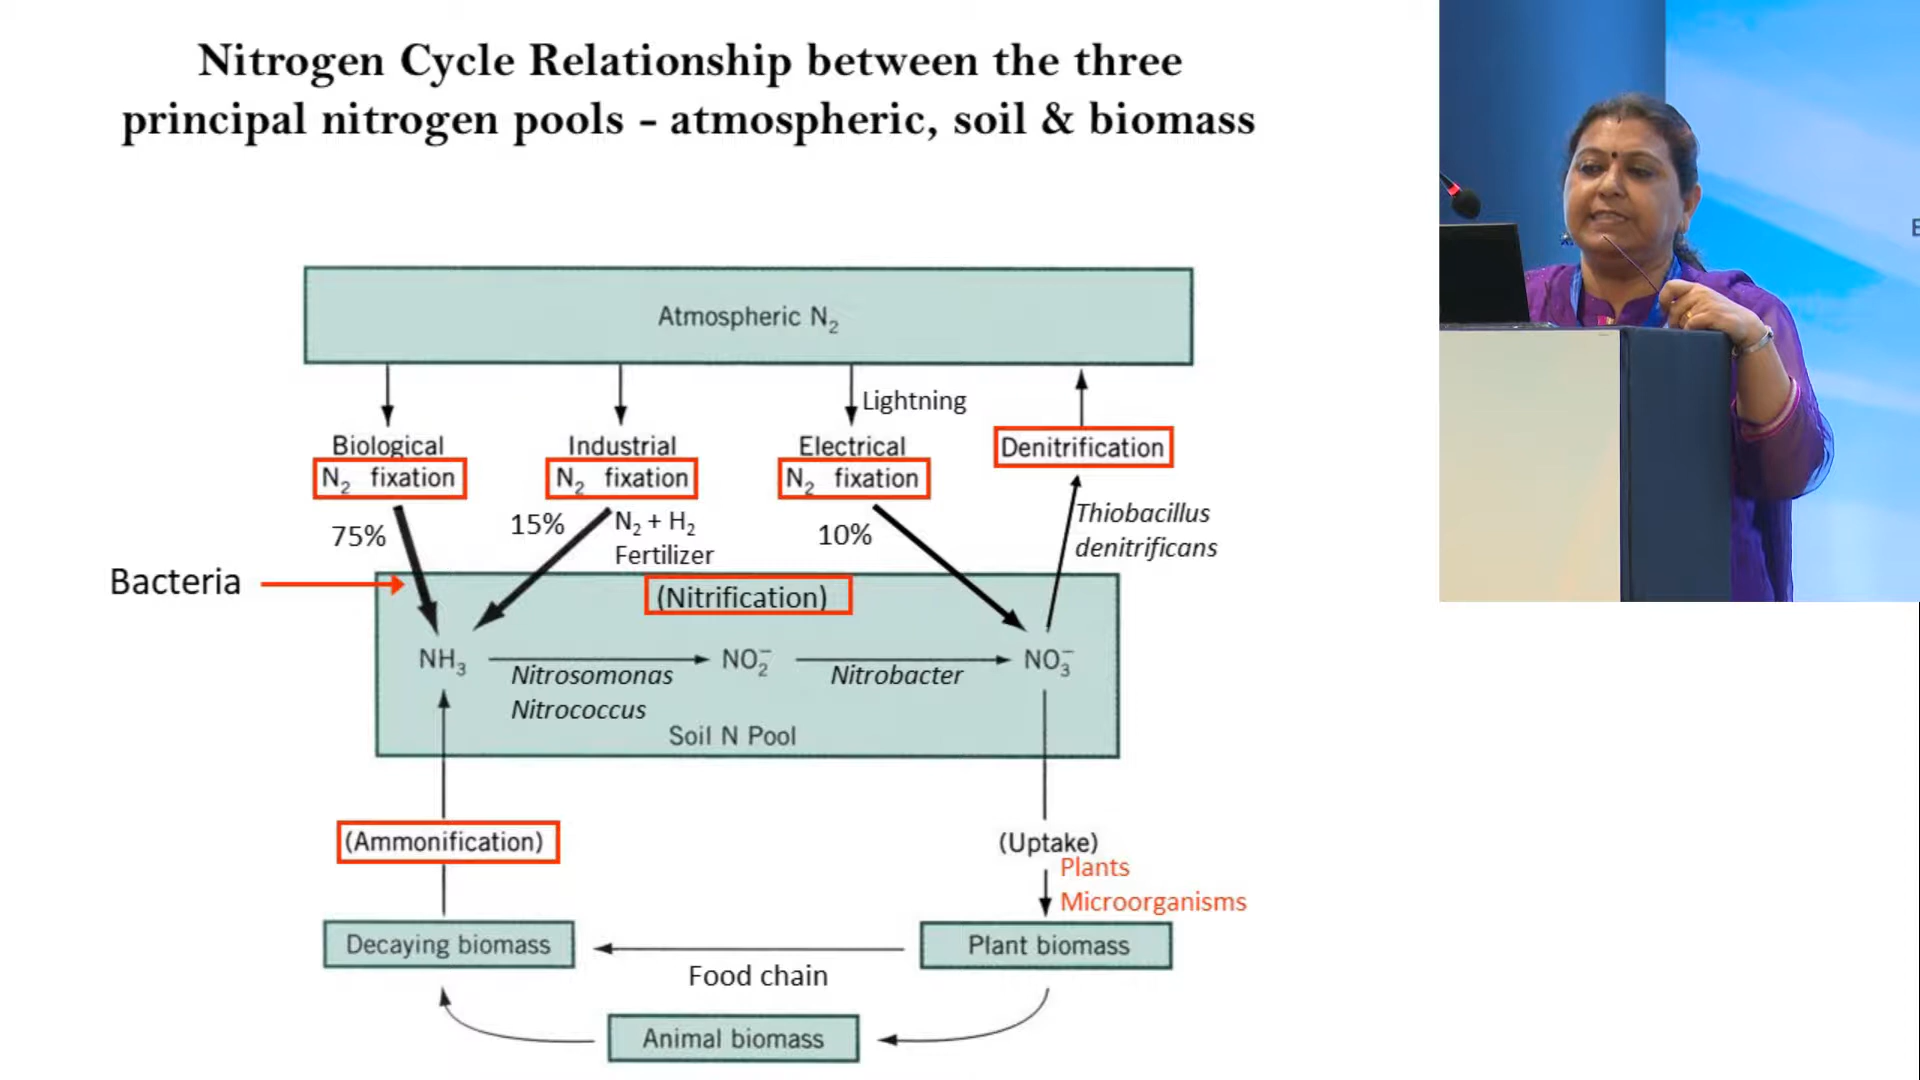 Nitrogen Cycle Relationship between the three
principal nitrogen pools - atmospheric, soil & biomass
Atmospheric N₂
Lightning
Biological
N₂ fixation
Industrial
N₂ fixation
Electrical
N₂ fixation
Denitrification
75%
15%
N₂ + H₂
Fertilizer
10%
Thiobacillus
denitrificans
Bacteria
(Nitrification)
NH₃
NO₂⁻
NO₃⁻
Nitrosomonas
Nitrococcus
Nitrobacter
Soil N Pool
(Ammonification)
(Uptake)
Plants
Microorganisms
Decaying biomass
Plant biomass
Food chain
Animal biomass
E